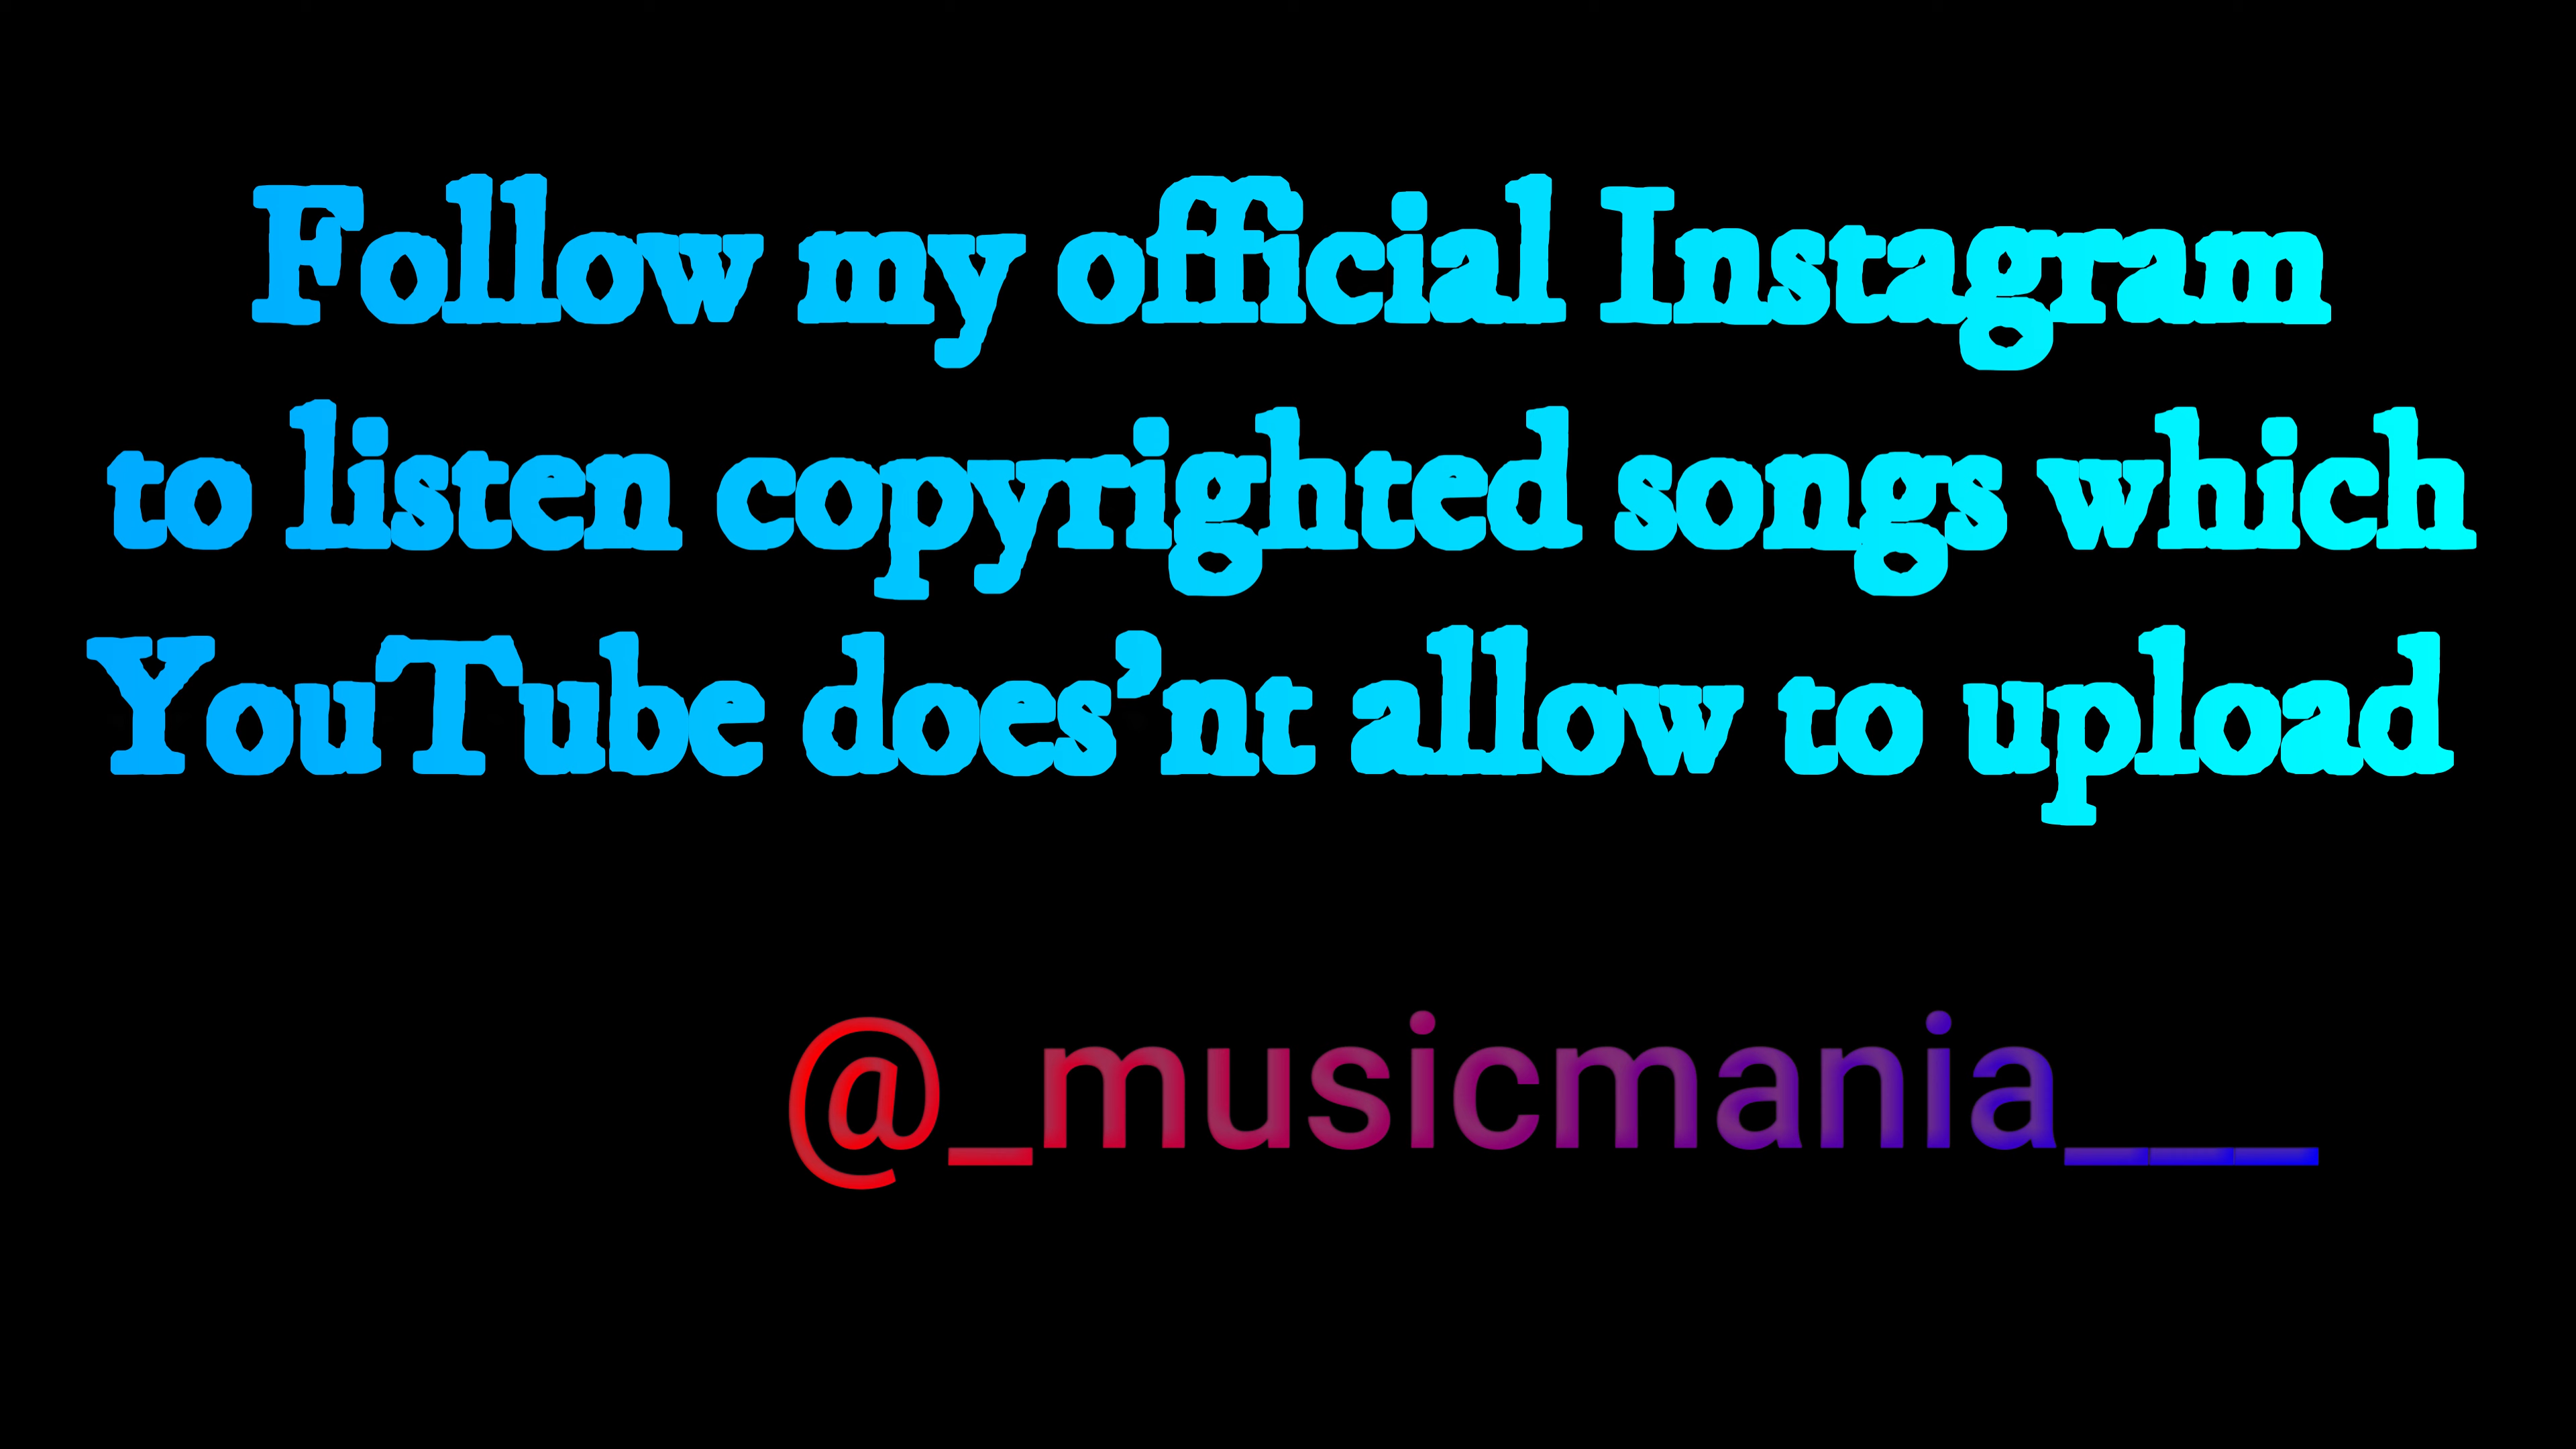 Follow my official Instagram
to listen copyrighted songs which
YouTube does’nt allow to upload
@_musicmania___